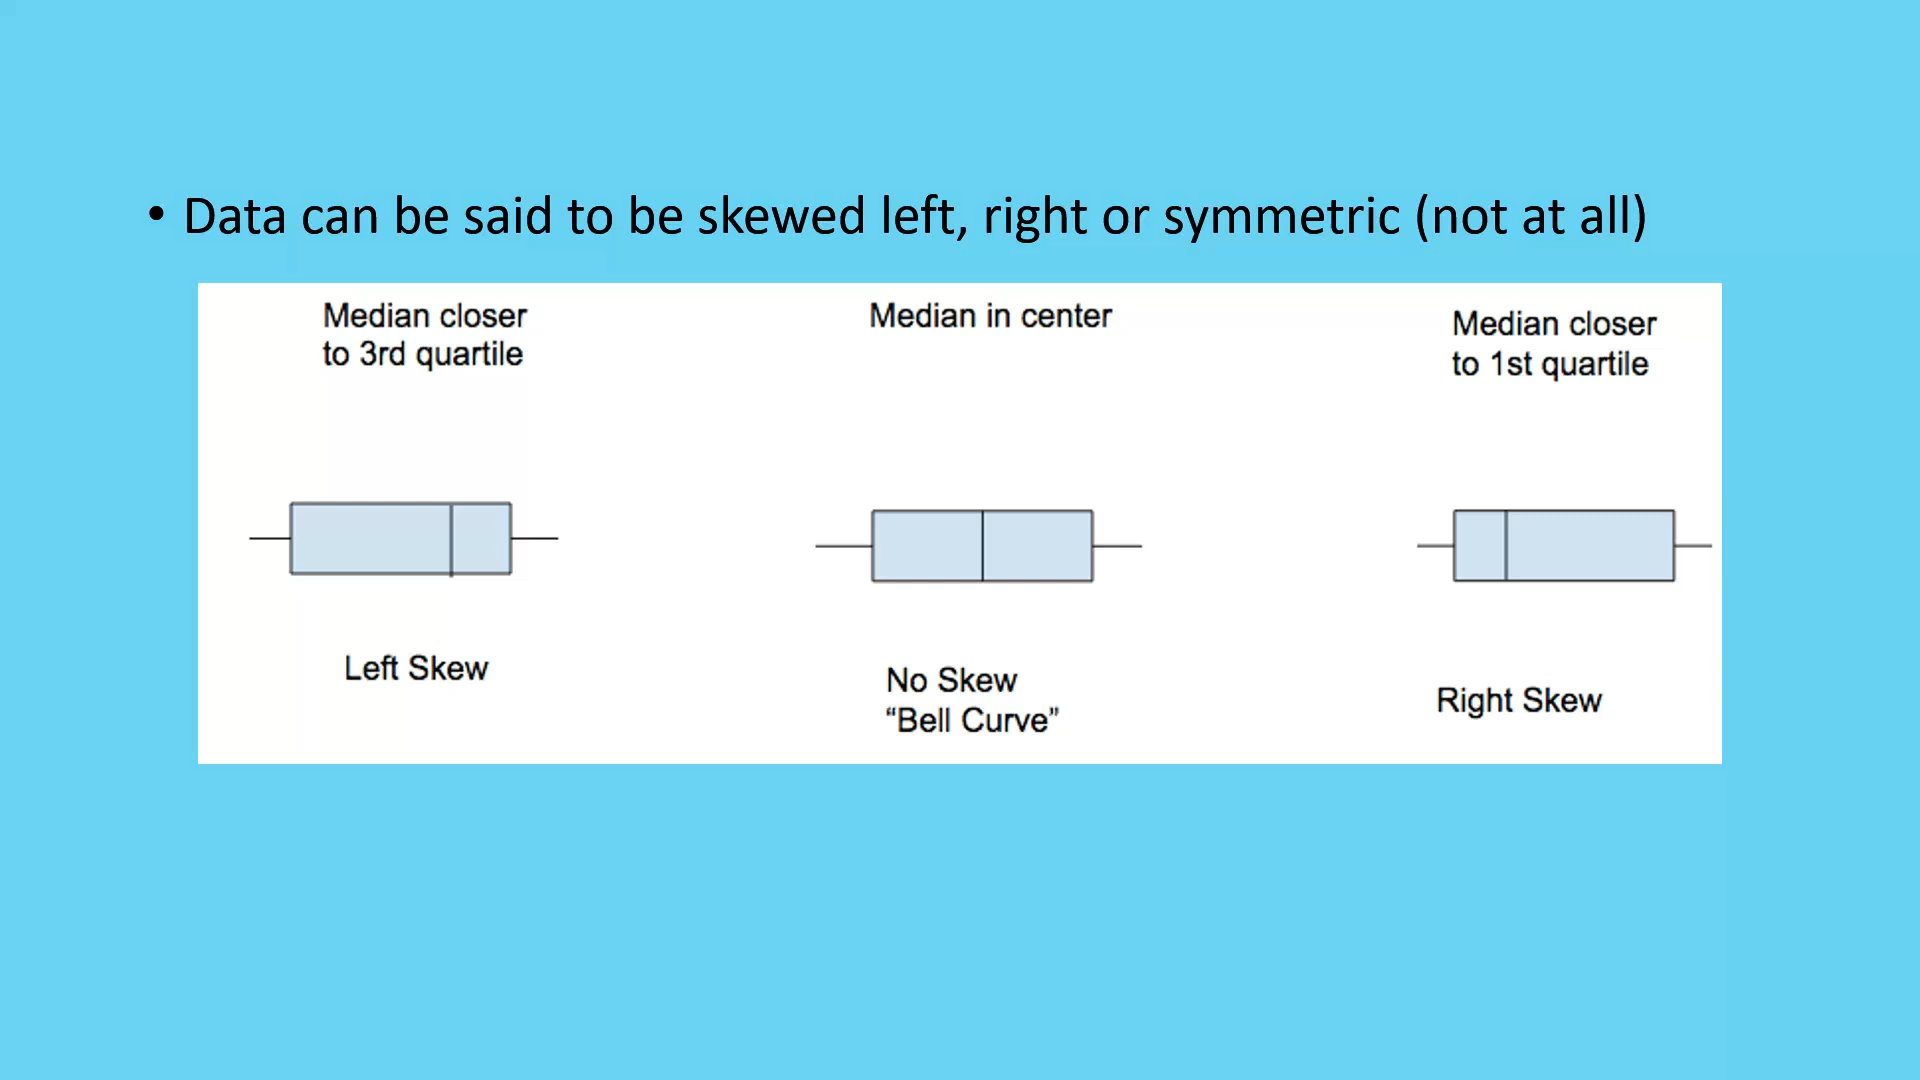 • Data can be said to be skewed left, right or symmetric (not at all)
Median closer
to 3rd quartile
Median in center
Median closer
to 1st quartile
Left Skew
No Skew
“Bell Curve”
Right Skew